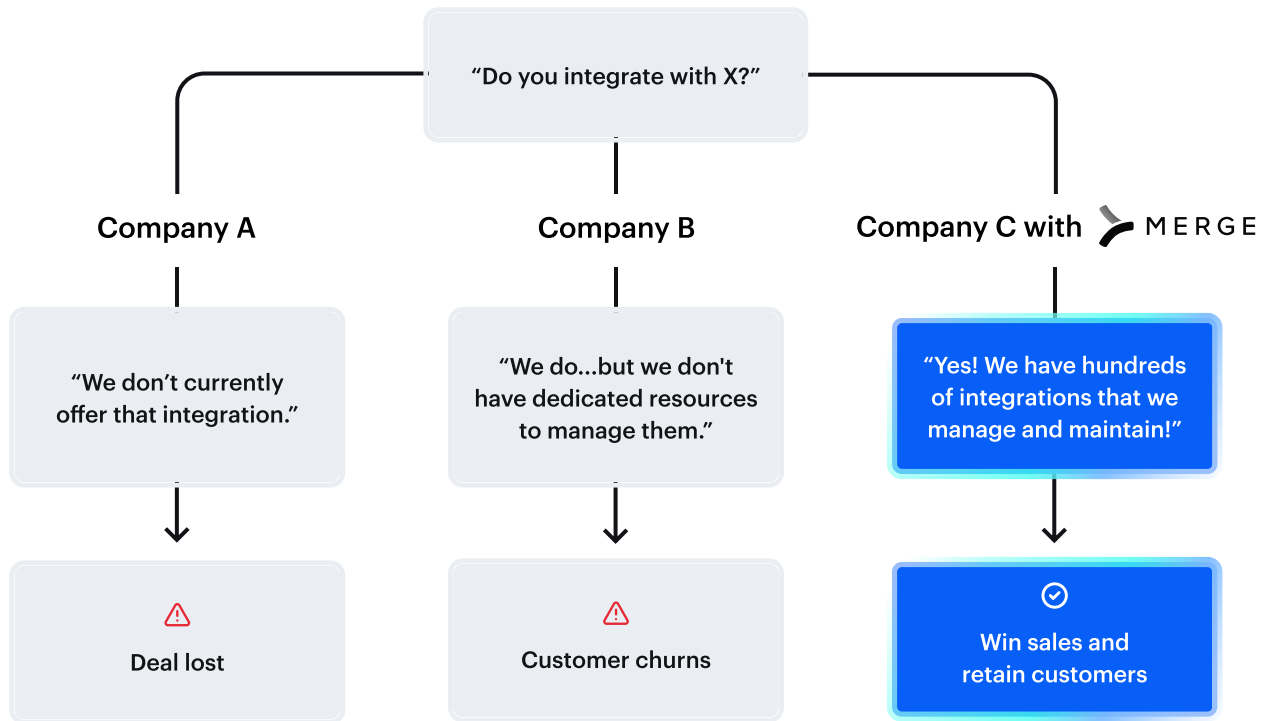 “Do you integrate with X?”
Company A
Company B
Company C with MERGE
“We don’t currently
offer that integration.”
“We do...but we don't
have dedicated resources
to manage them.”
“Yes! We have hundreds
of integrations that we
manage and maintain!”
Deal lost
Customer churns
Win sales and
retain customers